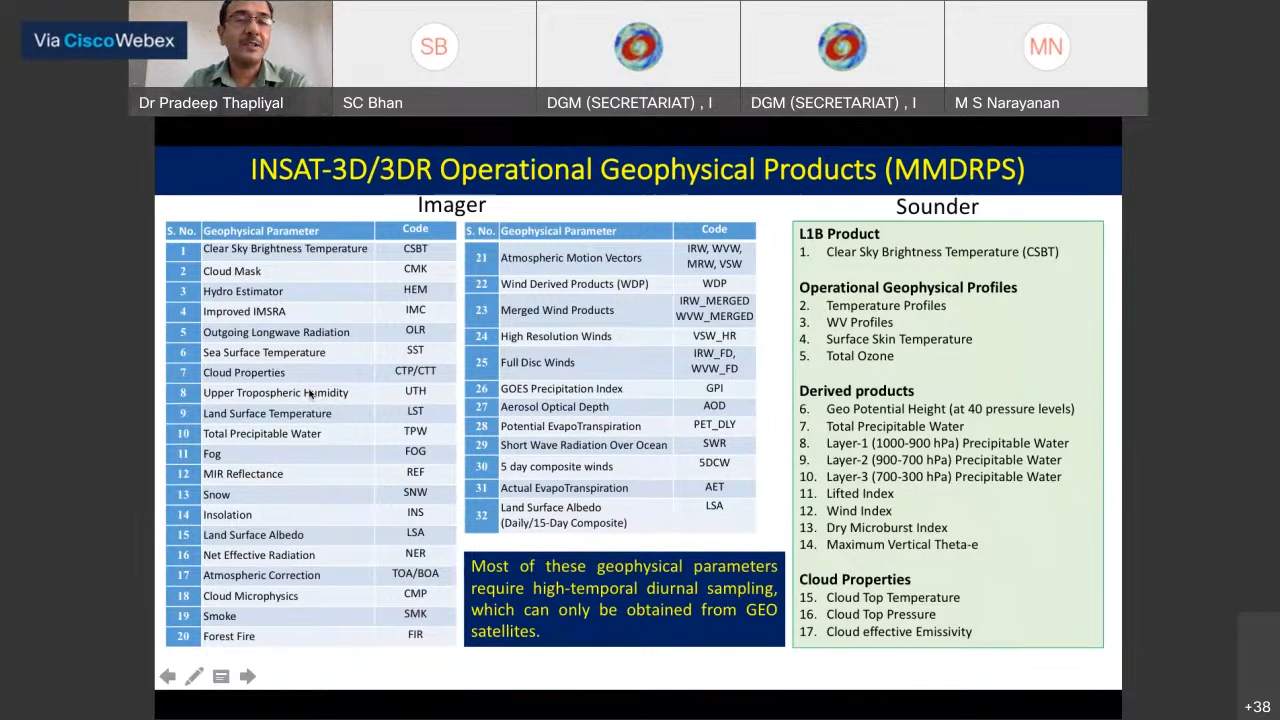 Via CiscoWebex
SB
MN
Dr Pradeep Thapliyal
SC Bhan
DGM (SECRETARIAT) , I
DGM (SECRETARIAT) , I
M S Narayanan
INSAT-3D/3DR Operational Geophysical Products (MMDRPS)
Imager
S. No. Geophysical Parameter Code
1 Clear Sky Brightness Temperature CSBT
2 Cloud Mask CMK
3 Hydro Estimator HEM
4 Improved IMSRA IMC
5 Outgoing Longwave Radiation OLR
6 Sea Surface Temperature SST
7 Cloud Properties CTP/CTT
8 Upper Tropospheric Humidity UTH
9 Land Surface Temperature LST
10 Total Precipitable Water TPW
11 Fog FOG
12 MIR Reflectance REF
13 Snow SNW
14 Insolation INS
15 Land Surface Albedo LSA
16 Net Effective Radiation NER
17 Atmospheric Correction TOA/BOA
18 Cloud Microphysics CMP
19 Smoke SMK
20 Forest Fire FIR
S. No. Geophysical Parameter Code
21 Atmospheric Motion Vectors IRW, WVW,
MRW, VSW
22 Wind Derived Products (WDP) WDP
23 Merged Wind Products IRW_MERGED
WVW_MERGED
24 High Resolution Winds VSW_HR
25 Full Disc Winds IRW_FD,
WVW_FD
26 GOES Precipitation Index GPI
27 Aerosol Optical Depth AOD
28 Potential EvapoTranspiration PET_DLY
29 Short Wave Radiation Over Ocean SWR
30 5 day composite winds 5DCW
31 Actual EvapoTranspiration AET
32 Land Surface Albedo LSA
(Daily/15-Day Composite)
Most of these geophysical parameters
require high-temporal diurnal sampling,
which can only be obtained from GEO
satellites.
Sounder
L1B Product
1. Clear Sky Brightness Temperature (CSBT)
Operational Geophysical Profiles
2. Temperature Profiles
3. WV Profiles
4. Surface Skin Temperature
5. Total Ozone
Derived products
6. Geo Potential Height (at 40 pressure levels)
7. Total Precipitable Water
8. Layer-1 (1000-900 hPa) Precipitable Water
9. Layer-2 (900-700 hPa) Precipitable Water
10. Layer-3 (700-300 hPa) Precipitable Water
11. Lifted Index
12. Wind Index
13. Dry Microburst Index
14. Maximum Vertical Theta-e
Cloud Properties
15. Cloud Top Temperature
16. Cloud Top Pressure
17. Cloud effective Emissivity
+38